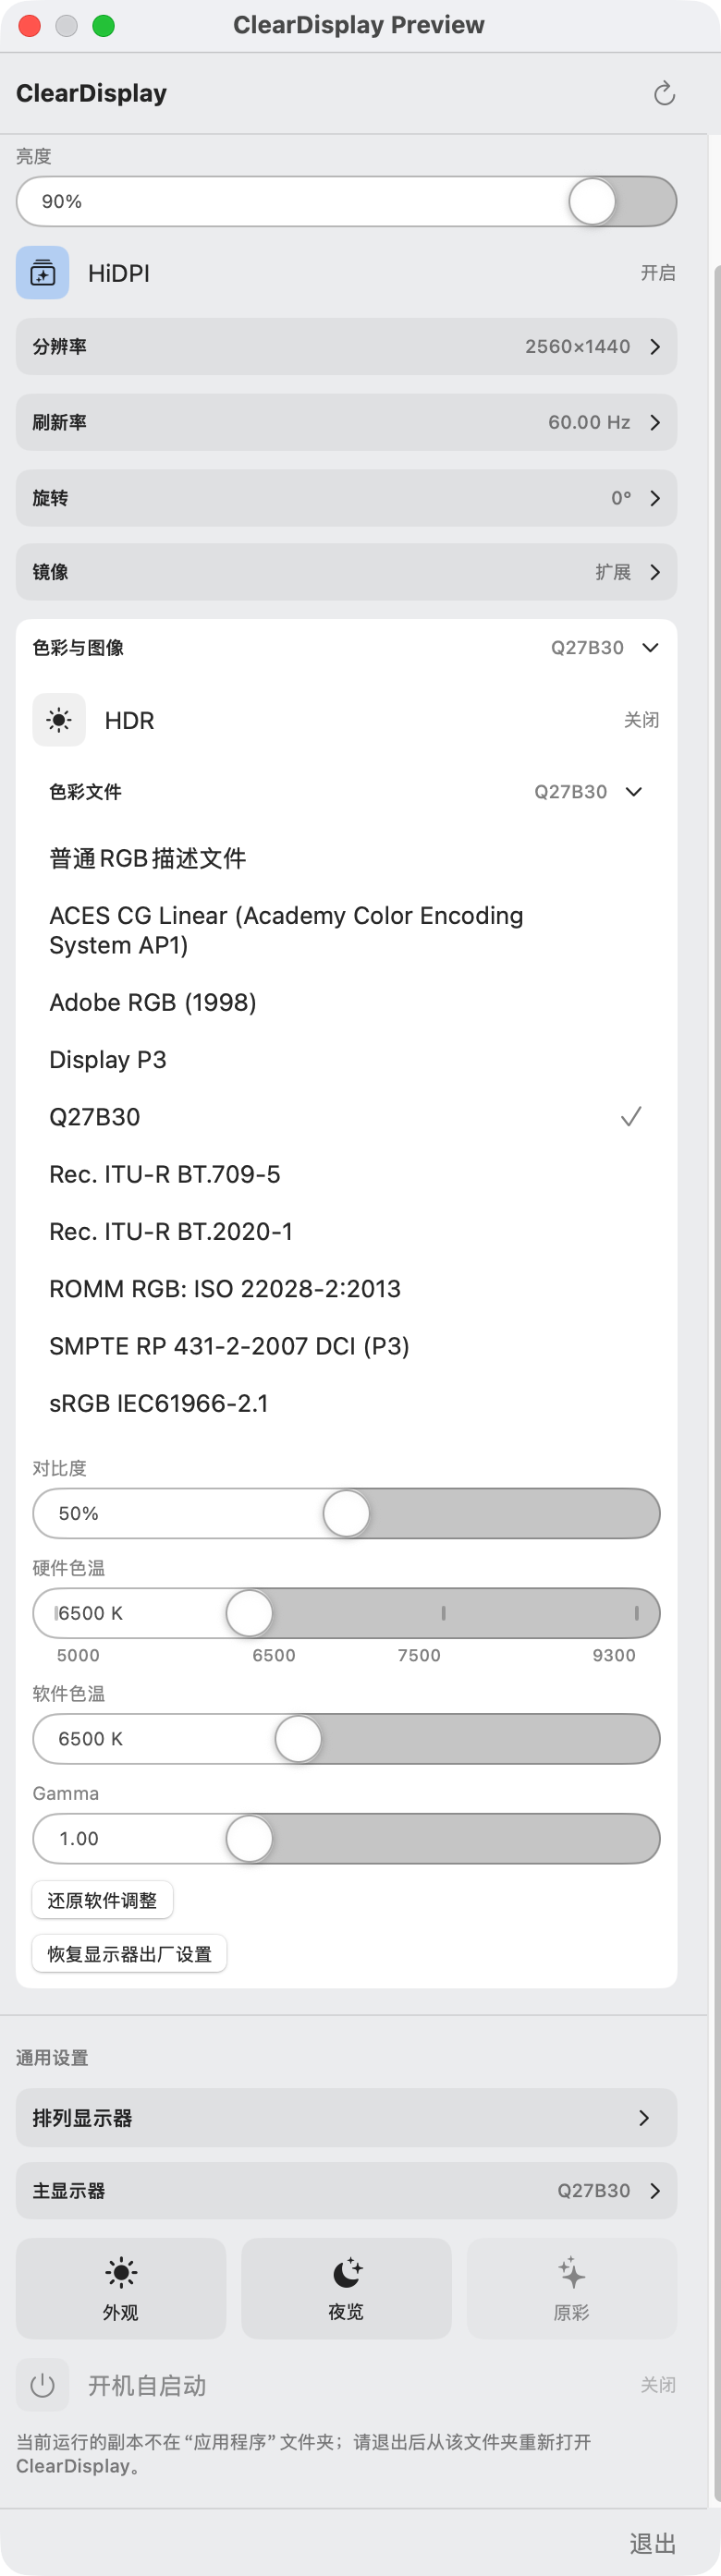 ClearDisplay Preview
ClearDisplay
亮度
90%
HiDPI 开启
分辨率 2560×1440
刷新率 60.00 Hz
旋转 0°
镜像 扩展
色彩与图像 Q27B30
HDR 关闭
色彩文件 Q27B30
普通RGB描述文件
ACES CG Linear (Academy Color Encoding
System AP1)
Adobe RGB (1998)
Display P3
Q27B30
Rec. ITU-R BT.709-5
Rec. ITU-R BT.2020-1
ROMM RGB: ISO 22028-2:2013
SMPTE RP 431-2-2007 DCI (P3)
sRGB IEC61966-2.1
对比度
50%
硬件色温
6500 K
5000 6500 7500 9300
软件色温
6500 K
Gamma
1.00
还原软件调整
恢复显示器出厂设置
通用设置
排列显示器
主显示器 Q27B30
外观 夜览 原彩
开机自启动 关闭
当前运行的副本不在“应用程序”文件夹；请退出后从该文件夹重新打开
ClearDisplay。
退出